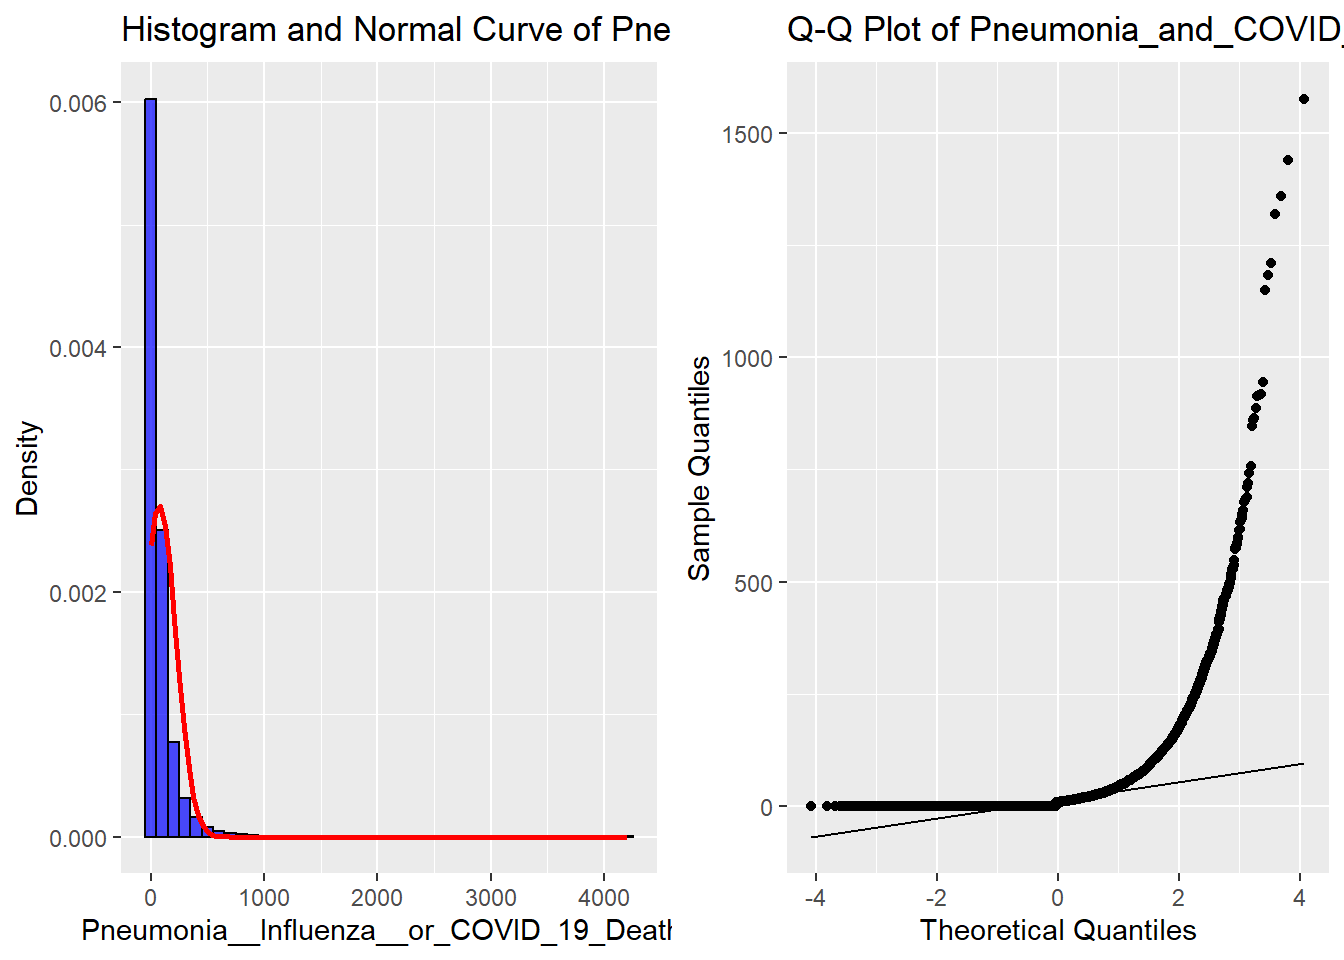 Histogram and Normal Curve of Pne
0.006
0.004
0.002
0.000
Density
0 1000 2000 3000 4000
Pneumonia__Influenza__or_COVID_19_Death
Q-Q Plot of Pneumonia_and_COVID_
1500
1000
500
0
Sample Quantiles
-4 -2 0 2 4
Theoretical Quantiles